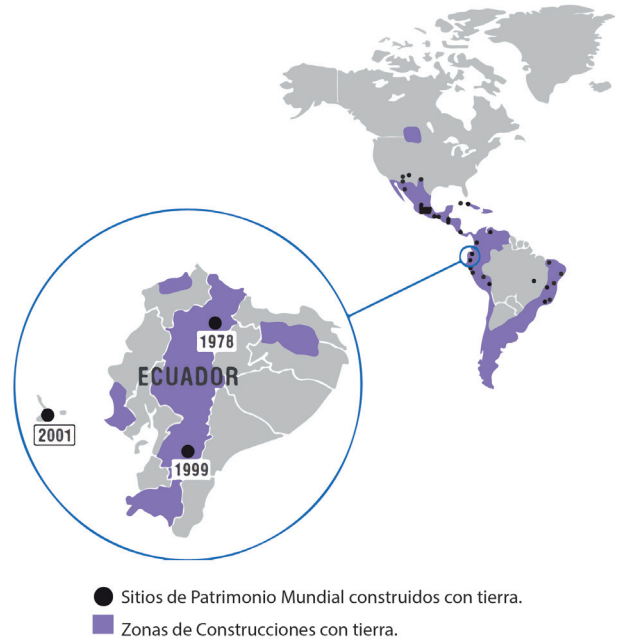 1978
ECUADOR
2001
1999
Sitios de Patrimonio Mundial construidos con tierra.
Zonas de Construcciones con tierra.